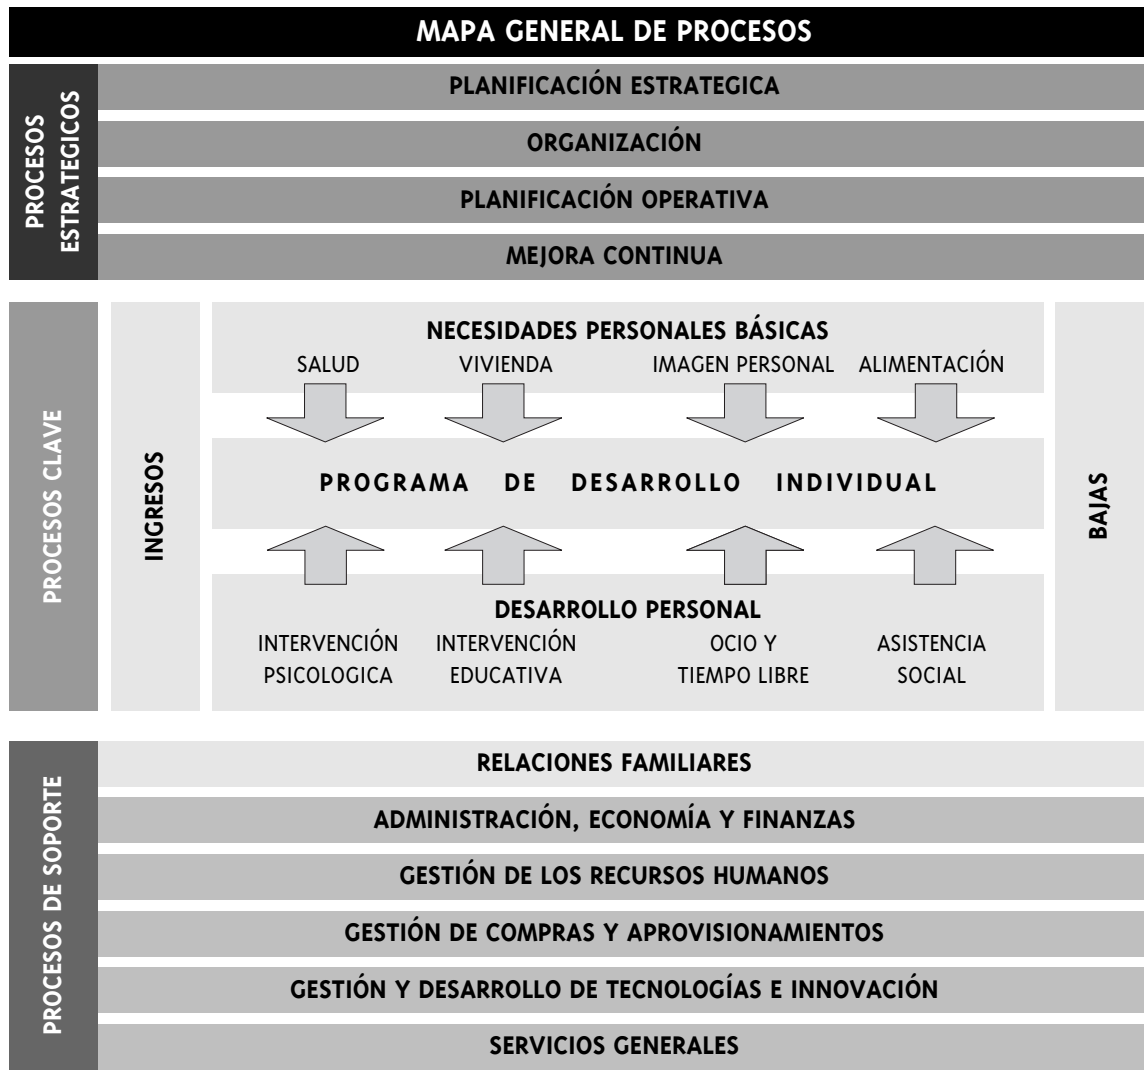 MAPA GENERAL DE PROCESOS
PROCESOS
ESTRATEGICOS
PLANIFICACIÓN ESTRATEGICA
ORGANIZACIÓN
PLANIFICACIÓN OPERATIVA
MEJORA CONTINUA
PROCESOS CLAVE
INGRESOS
NECESIDADES PERSONALES BÁSICAS
SALUD VIVIENDA IMAGEN PERSONAL ALIMENTACIÓN
PROGRAMA DE DESARROLLO INDIVIDUAL
DESARROLLO PERSONAL
INTERVENCIÓN INTERVENCIÓN OCIO Y ASISTENCIA
PSICOLOGICA EDUCATIVA TIEMPO LIBRE SOCIAL
BAJAS
PROCESOS DE SOPORTE
RELACIONES FAMILIARES
ADMINISTRACIÓN, ECONOMÍA Y FINANZAS
GESTIÓN DE LOS RECURSOS HUMANOS
GESTIÓN DE COMPRAS Y APROVISIONAMIENTOS
GESTIÓN Y DESARROLLO DE TECNOLOGÍAS E INNOVACIÓN
SERVICIOS GENERALES